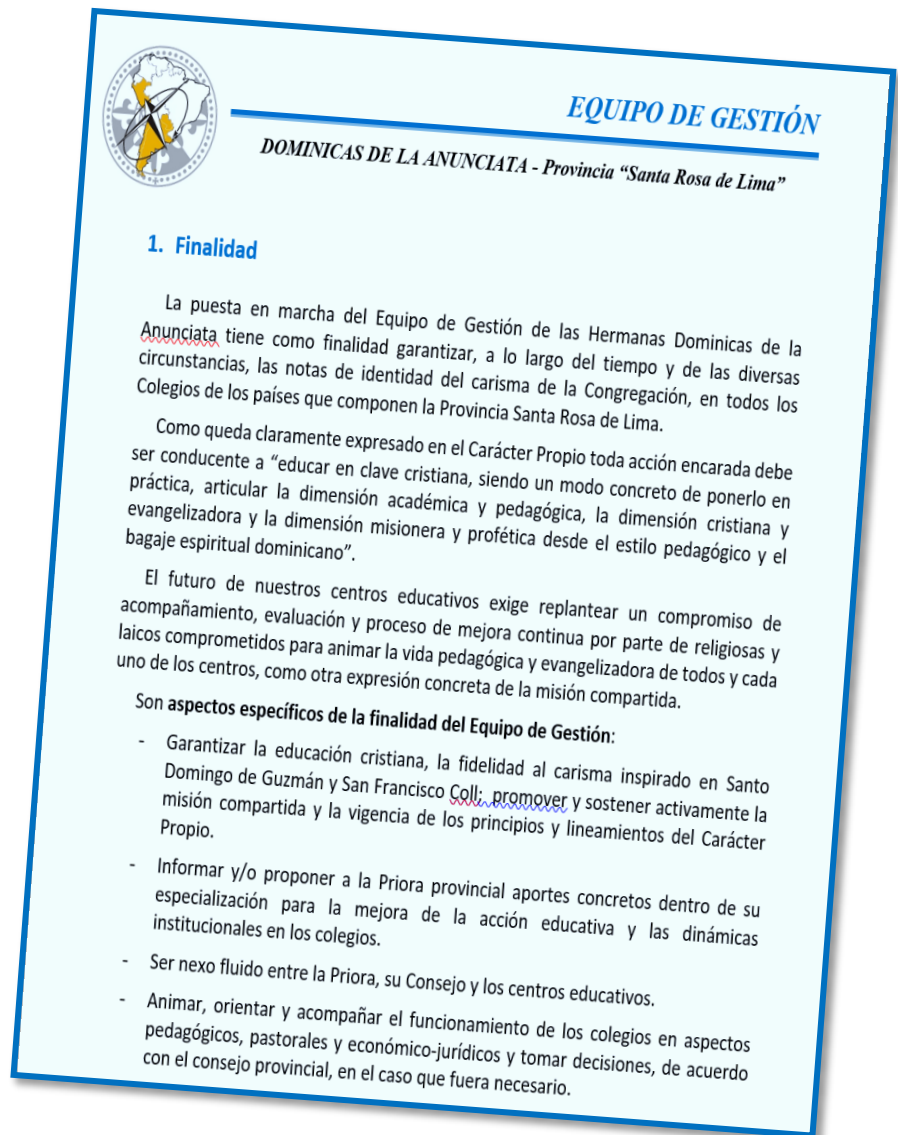 EQUIPO DE GESTIÓN
DOMINICAS DE LA ANUNCIATA - Provincia “Santa Rosa de Lima”
1. Finalidad
La puesta en marcha del Equipo de Gestión de las Hermanas Dominicas de la
Anunciata tiene como finalidad garantizar, a lo largo del tiempo y de las diversas
circunstancias, las notas de identidad del carisma de la Congregación, en todos los
Colegios de los países que componen la Provincia Santa Rosa de Lima.
Como queda claramente expresado en el Carácter Propio toda acción encarada debe
ser conducente a “educar en clave cristiana, siendo un modo concreto de ponerlo en
práctica, articular la dimensión académica y pedagógica, la dimensión cristiana y
evangelizadora y la dimensión misionera y profética desde el estilo pedagógico y el
bagaje espiritual dominicano”.
El futuro de nuestros centros educativos exige replantear un compromiso de
acompañamiento, evaluación y proceso de mejora continua por parte de religiosas y
laicos comprometidos para animar la vida pedagógica y evangelizadora de todos y cada
uno de los centros, como otra expresión concreta de la misión compartida.
Son aspectos específicos de la finalidad del Equipo de Gestión:
- Garantizar la educación cristiana, la fidelidad al carisma inspirado en Santo
Domingo de Guzmán y San Francisco Coll; promover y sostener activamente la
misión compartida y la vigencia de los principios y lineamientos del Carácter
Propio.
- Informar y/o proponer a la Priora provincial aportes concretos dentro de su
especialización para la mejora de la acción educativa y las dinámicas
institucionales en los colegios.
- Ser nexo fluido entre la Priora, su Consejo y los centros educativos.
- Animar, orientar y acompañar el funcionamiento de los colegios en aspectos
pedagógicos, pastorales y económico-jurídicos y tomar decisiones, de acuerdo
con el consejo provincial, en el caso que fuera necesario.